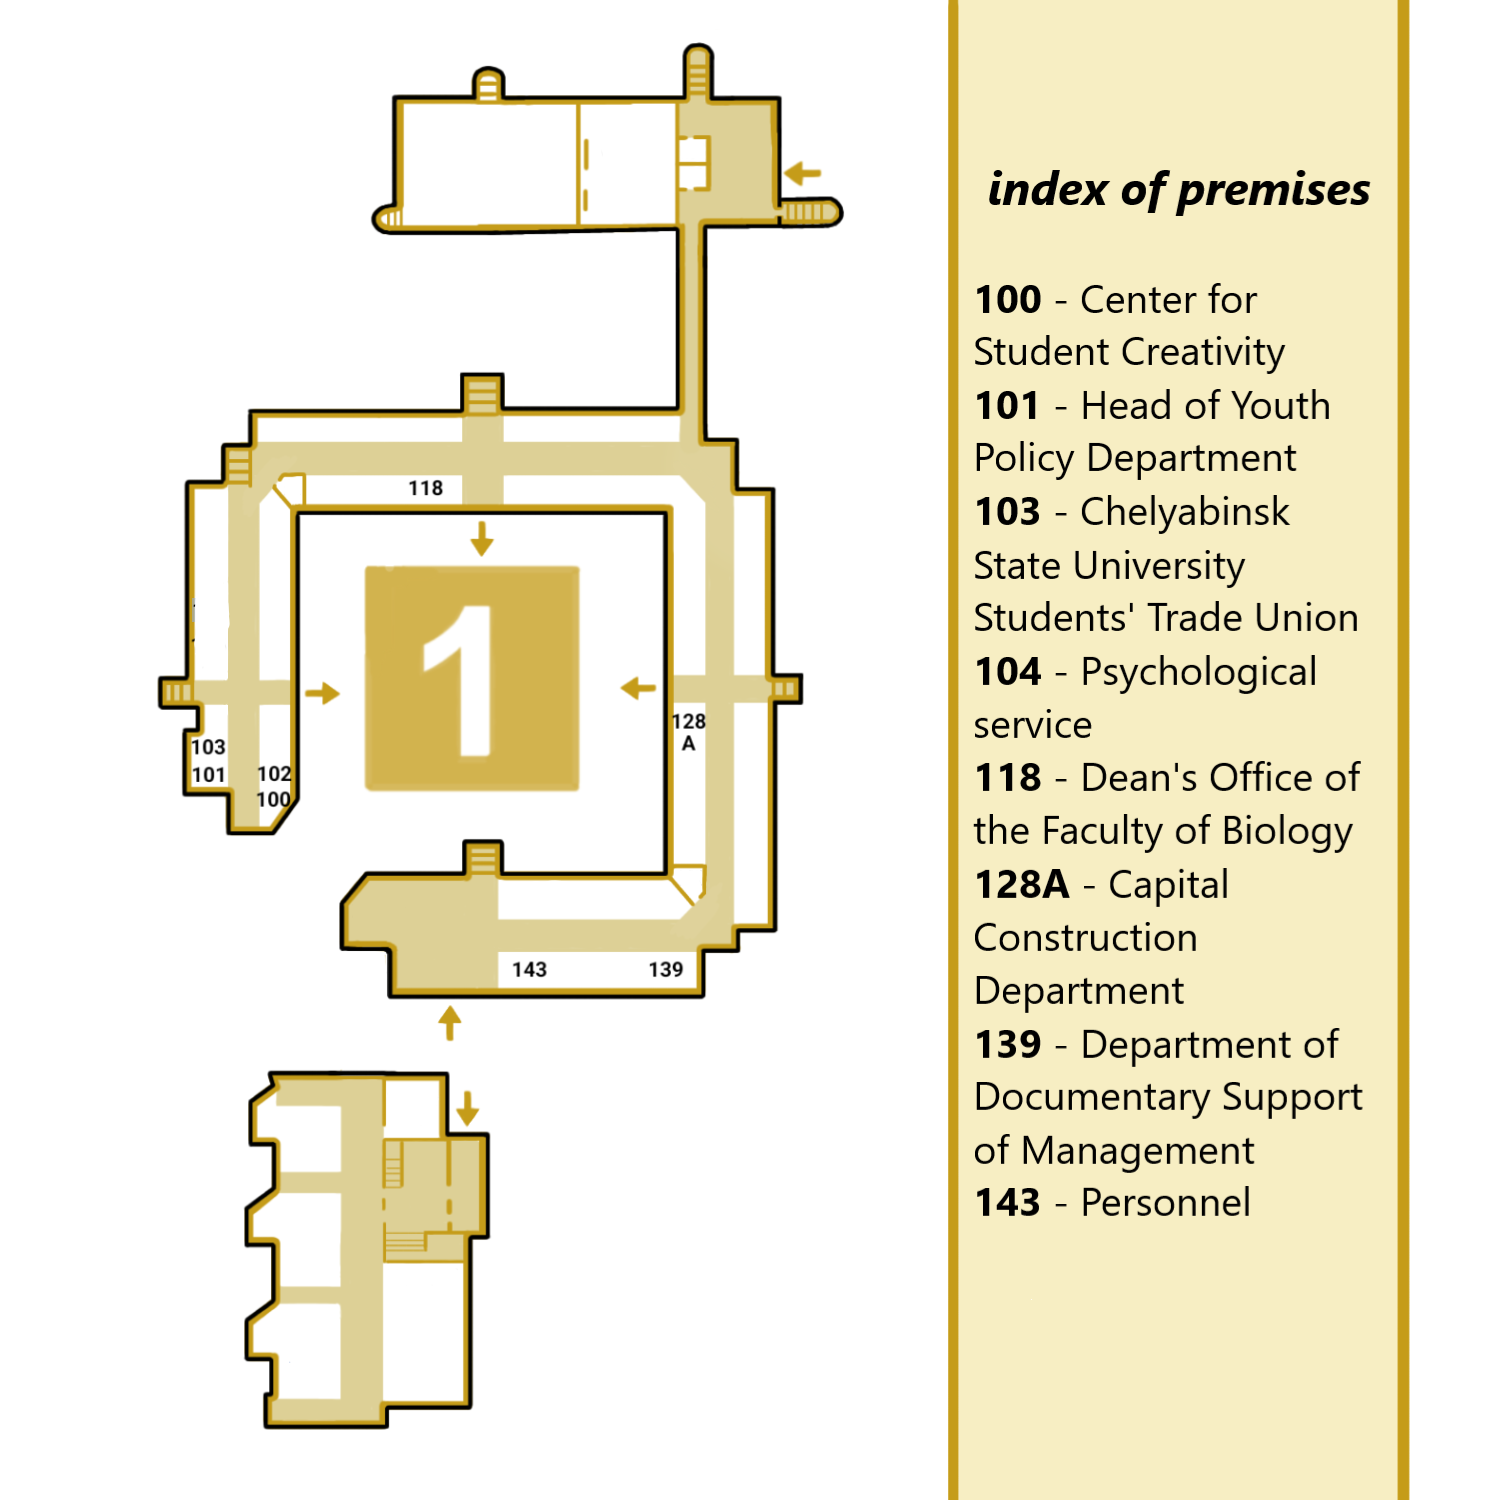 118
1
128
A
103
101
102
100
143
139
index of premises
100 - Center for
Student Creativity
101 - Head of Youth
Policy Department
103 - Chelyabinsk
State University
Students' Trade Union
104 - Psychological
service
118 - Dean's Office of
the Faculty of Biology
128A - Capital
Construction
Department
139 - Department of
Documentary Support
of Management
143 - Personnel